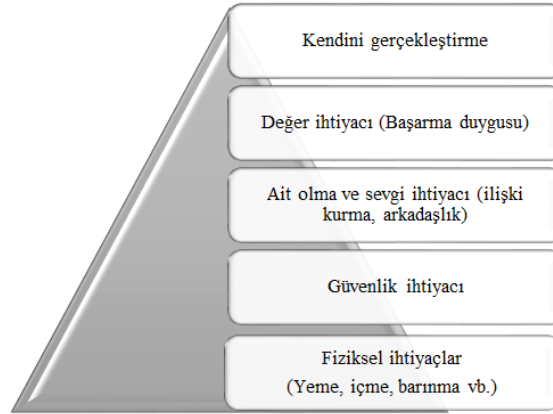 Kendini gerçekleştirme
Değer ihtiyacı (Başarma duygusu)
Ait olma ve sevgi ihtiyacı (ilişki
kurma, arkadaşlık)
Güvenlik ihtiyacı
Fiziksel ihtiyaçlar
(Yeme, içme, barınma vb.)